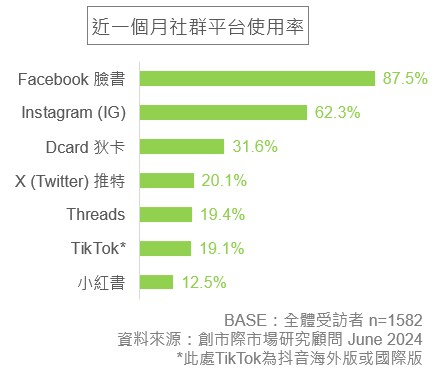 近一個月社群平台使用率
Facebook 臉書 87.5%
Instagram (IG) 62.3%
Dcard 狄卡 31.6%
X (Twitter) 推特 20.1%
Threads 19.4%
TikTok* 19.1%
小紅書 12.5%
BASE：全體受訪者 n=1582
資料來源：創市際市場研究顧問 June 2024
*此處TikTok為抖音海外版或國際版